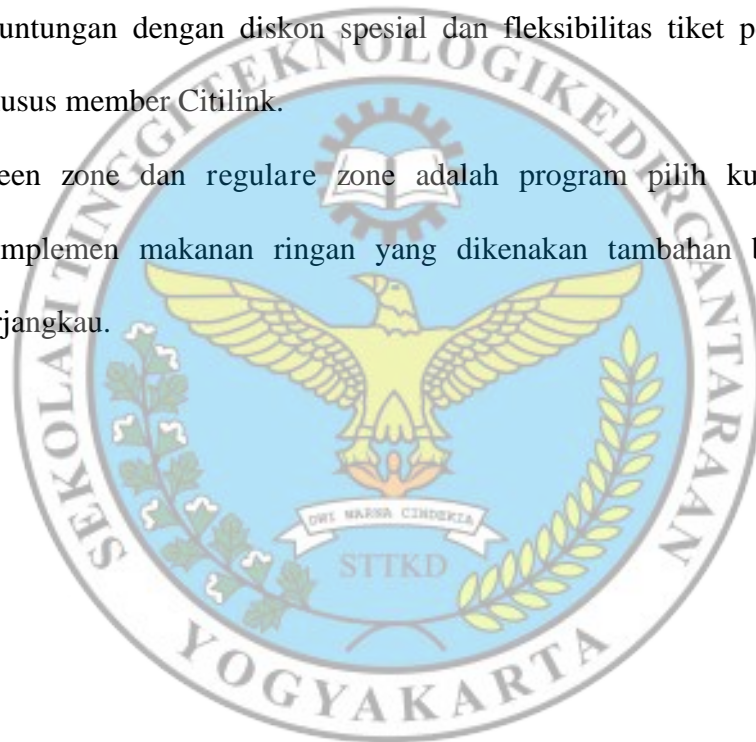 untungan dengan diskon spesial dan fleksibilitas tiket p
usus member Citilink.
een zone dan regulare zone adalah program pilih ku
mplemen makanan ringan yang dikenakan tambahan b
rjangkau.
SEKOLAH TINGGI TEKNOLOGI KEDIRGANTARAAN
DWI WARNA CINDEKIA
STTKD
YOGYAKARTA